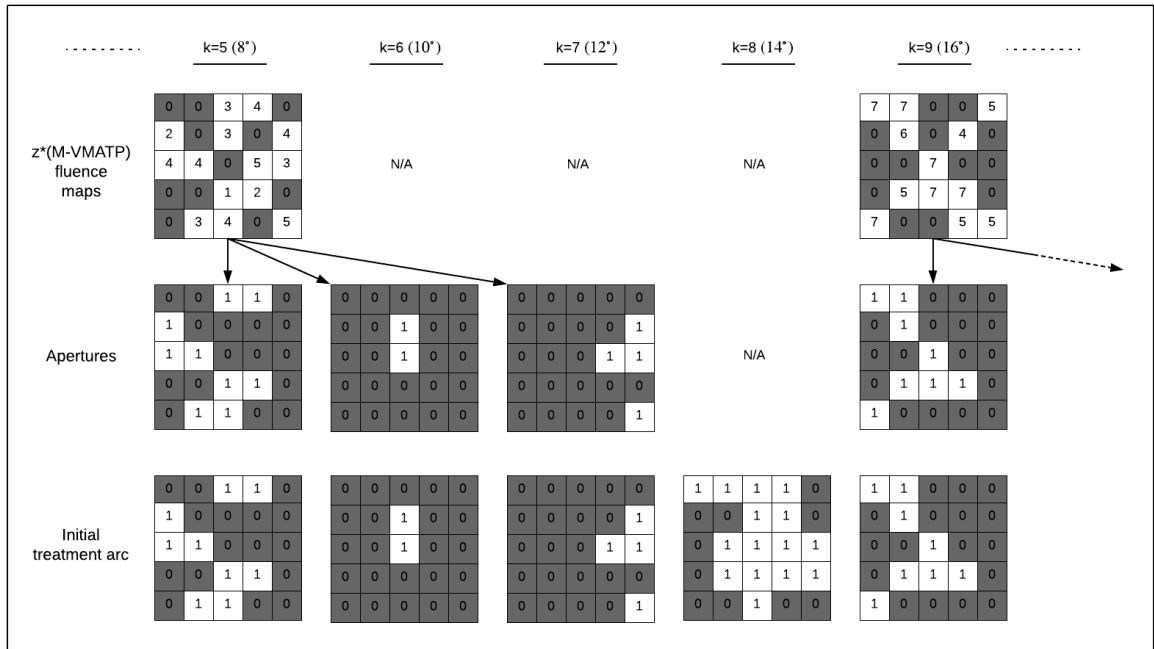 k=5 (8°) k=6 (10°) k=7 (12°) k=8 (14°) k=9 (16°)
z*(M-VMATP)
fluence
maps
0 0 3 4 0
2 0 3 0 4
4 4 0 5 3
0 0 1 2 0
0 3 4 0 5
N/A
N/A
N/A
7 7 0 0 5
0 6 0 4 0
0 0 7 0 0
0 5 7 7 0
7 0 0 5 5
Apertures
0 0 1 1 0
1 0 0 0 0
1 1 0 0 0
0 0 1 1 0
0 1 1 0 0
0 0 0 0 0
0 0 1 0 0
0 0 1 0 0
0 0 0 0 0
0 0 0 0 0
0 0 0 0 0
0 0 0 0 1
0 0 0 1 1
0 0 0 0 0
0 0 0 0 1
N/A
1 1 0 0 0
0 1 0 0 0
0 0 1 0 0
0 1 1 1 0
1 0 0 0 0
Initial
treatment arc
0 0 1 1 0
1 0 0 0 0
1 1 0 0 0
0 0 1 1 0
0 1 1 0 0
0 0 0 0 0
0 0 1 0 0
0 0 1 0 0
0 0 0 0 0
0 0 0 0 0
0 0 0 0 0
0 0 0 0 1
0 0 0 1 1
0 0 0 0 0
0 0 0 0 1
1 1 1 1 0
0 0 1 1 0
0 1 1 1 1
0 1 1 1 1
0 0 1 0 0
1 1 0 0 0
0 1 0 0 0
0 0 1 0 0
0 1 1 1 0
1 0 0 0 0